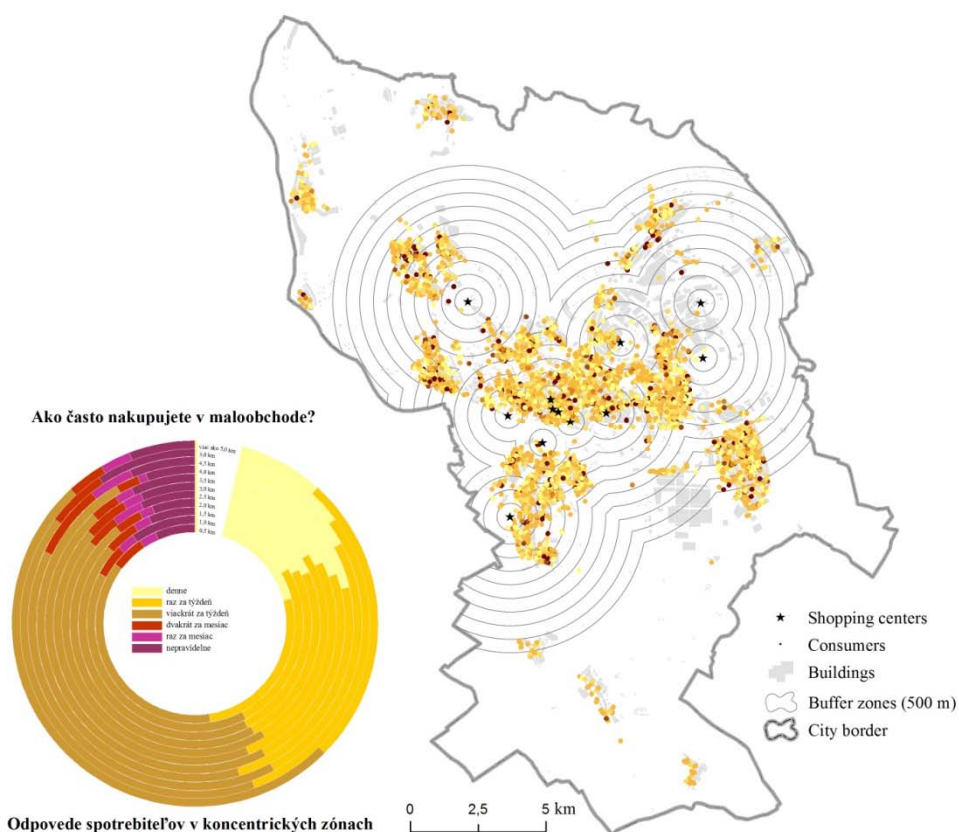 Ako často nakupujete v maloobchode?
viac ako 5,0 km
5,0 km
4,5 km
4,0 km
3,5 km
3,0 km
2,5 km
2,0 km
1,5 km
1,0 km
0,5 km
denne
raz za týždeň
viackrát za týždeň
dvakrát za mesiac
raz za mesiac
nepravidelne
Odpovede spotrebiteľov v koncentrických zónach
Shopping centers
Consumers
Buildings
Buffer zones (500 m)
City border
0 2,5 5 km